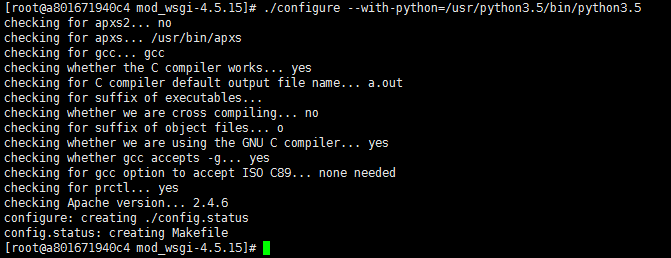 [root@a801671940c4 mod_wsgi-4.5.15]# ./configure --with-python=/usr/python3.5/bin/python3.5
checking for apxs2... no
checking for apxs... /usr/bin/apxs
checking for gcc... gcc
checking whether the C compiler works... yes
checking for C compiler default output file name... a.out
checking for suffix of executables...
checking whether we are cross compiling... no
checking for suffix of object files... o
checking whether we are using the GNU C compiler... yes
checking whether gcc accepts -g... yes
checking for gcc option to accept ISO C89... none needed
checking for prctl... yes
checking Apache version... 2.4.6
configure: creating ./config.status
config.status: creating Makefile
[root@a801671940c4 mod_wsgi-4.5.15]#